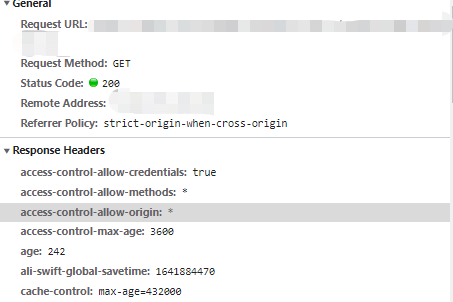 General
Request URL:
Request Method: GET
Status Code: 200
Remote Address:
Referrer Policy: strict-origin-when-cross-origin
Response Headers
access-control-allow-credentials: true
access-control-allow-methods: *
access-control-allow-origin: *
access-control-max-age: 3600
age: 242
ali-swift-global-savetime: 1641884470
cache-control: max-age=432000